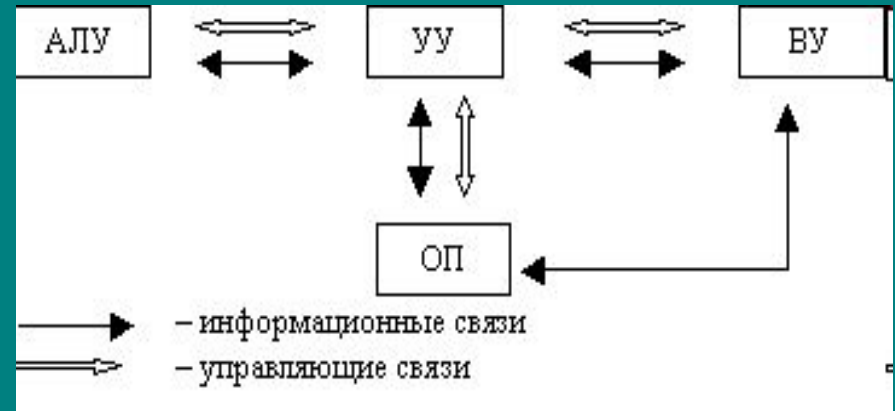 АЛУ УУ ВУ
ОП
– информационные связи
– управляющие связи